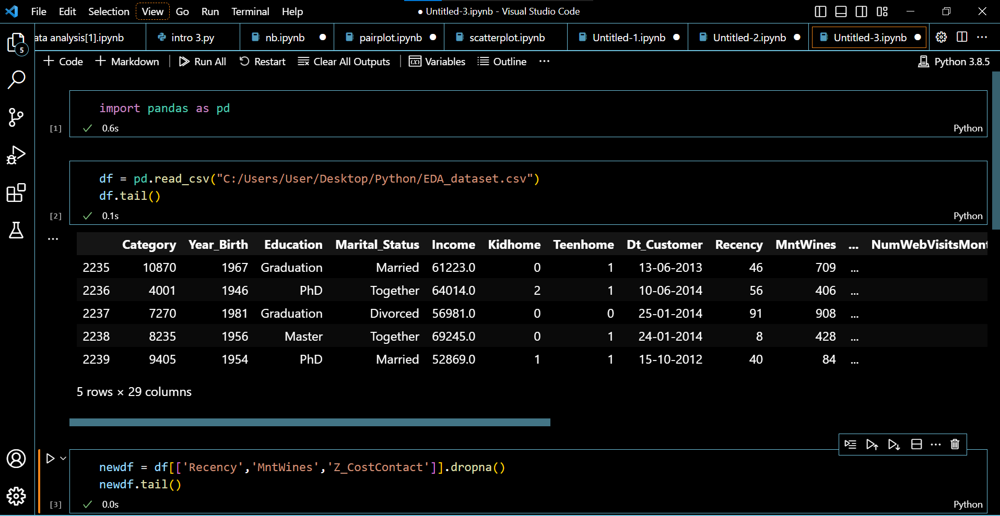 File Edit Selection View Go Run Terminal Help ● Untitled-3.ipynb - Visual Studio Code
ata analysis[1].ipynb intro 3.py nb.ipynb pairplot.ipynb scatterplot.ipynb Untitled-1.ipynb Untitled-2.ipynb Untitled-3.ipynb
5
+ Code + Markdown Run All Restart Clear All Outputs Variables Outline ... Python 3.8.5
import pandas as pd
[1] 0.6s Python
df = pd.read_csv("C:/Users/User/Desktop/Python/EDA_dataset.csv")
df.tail()
[2] 0.1s Python
Category Year_Birth Education Marital_Status Income Kidhome Teenhome Dt_Customer Recency MntWines ... NumWebVisitsMont
2235 10870 1967 Graduation Married 61223.0 0 1 13-06-2013 46 709 ...
2236 4001 1946 PhD Together 64014.0 2 1 10-06-2014 56 406 ...
2237 7270 1981 Graduation Divorced 56981.0 0 0 25-01-2014 91 908 ...
2238 8235 1956 Master Together 69245.0 0 1 24-01-2014 8 428 ...
2239 9405 1954 PhD Married 52869.0 1 1 15-10-2012 40 84 ...
5 rows × 29 columns
newdf = df[['Recency','MntWines','Z_CostContact']].dropna()
newdf.tail()
[3] 0.0s Python